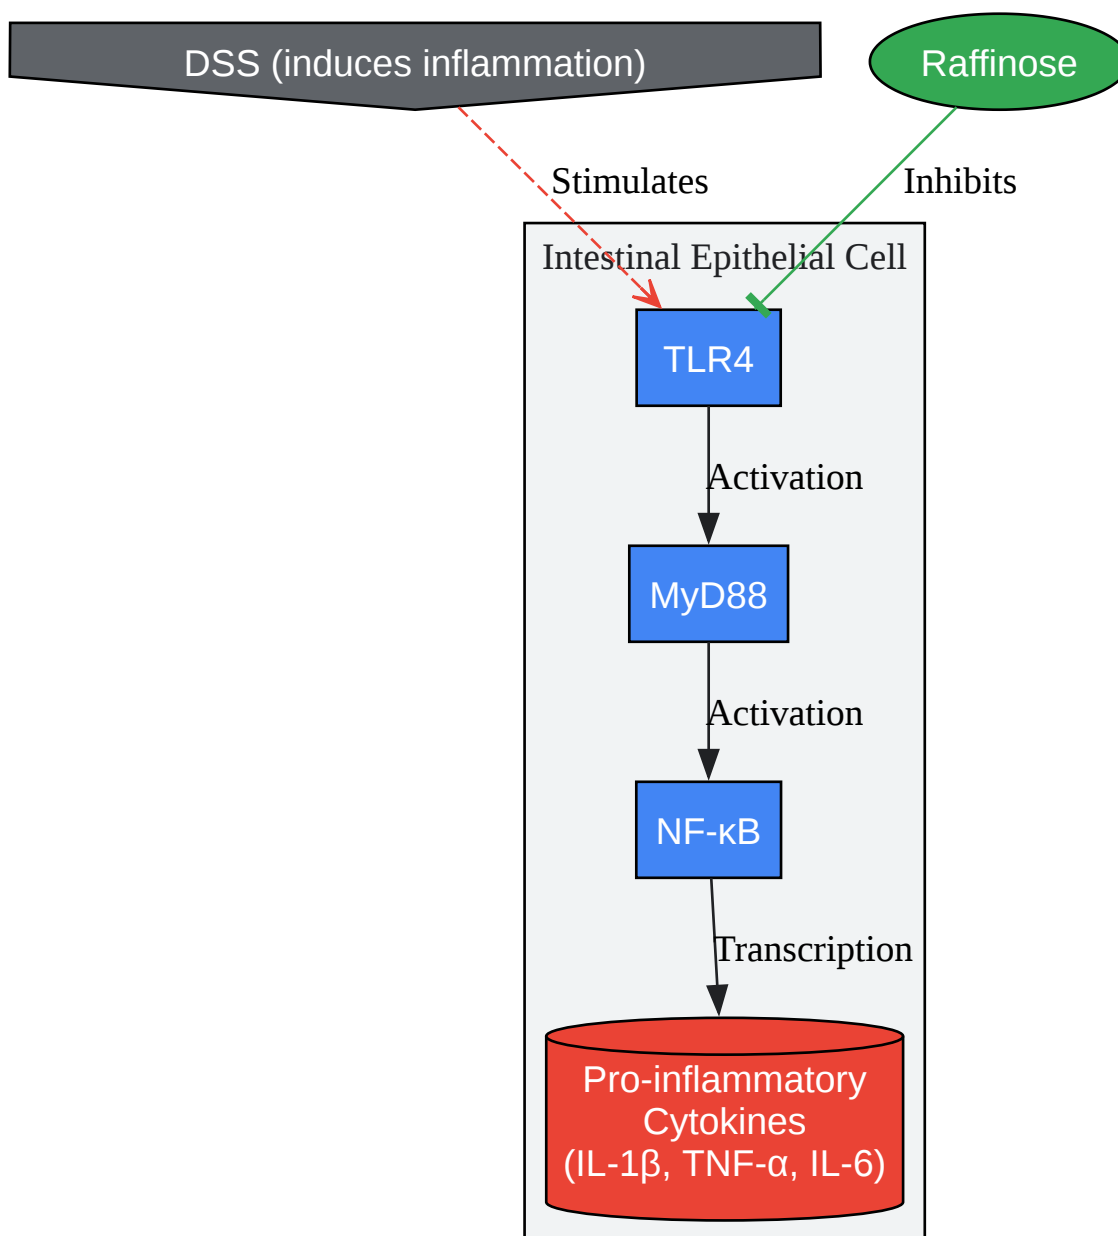 DSS (induces inflammation)
Raffinose
Stimulates
Inhibits
Intestinal Epithelial Cell
TLR4
Activation
MyD88
Activation
NF-κB
Transcription
Pro-inflammatory
Cytokines
(IL-1β, TNF-α, IL-6)